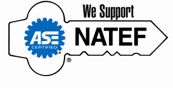 We Support
ASE NATEF
CERTIFIED
®